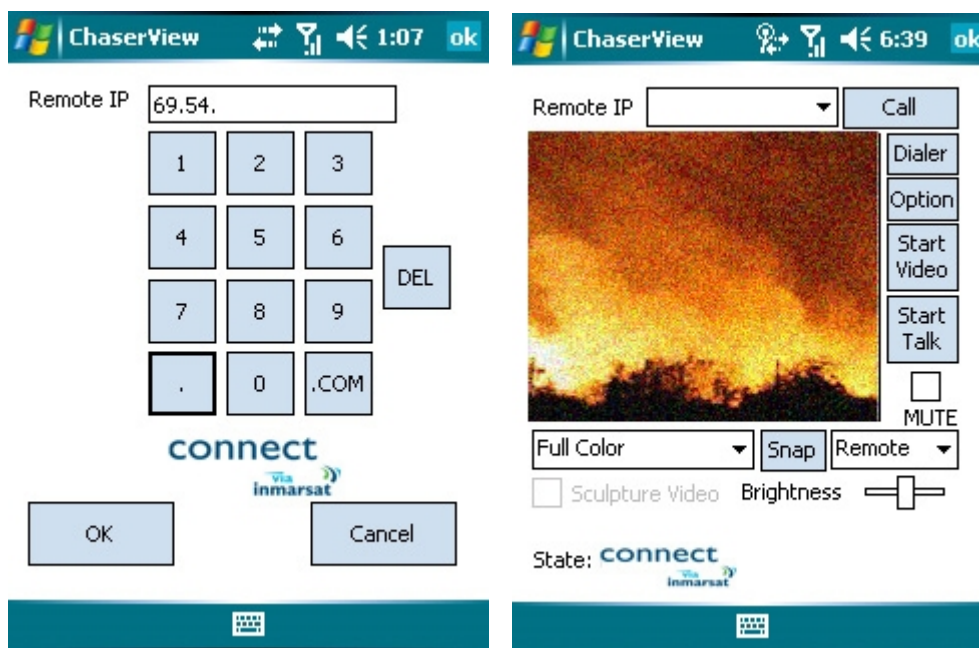 ChaserView 1:07 ok
Remote IP 69.54.
1 2 3
4 5 6
DEL
7 8 9
. 0 .COM
connect
via
inmarsat
OK Cancel
ChaserView 6:39 ok
Remote IP Call
Dialer
Option
Start
Video
Start
Talk
MUTE
Full Color Snap Remote
Sculpture Video Brightness
State: connect
via
inmarsat